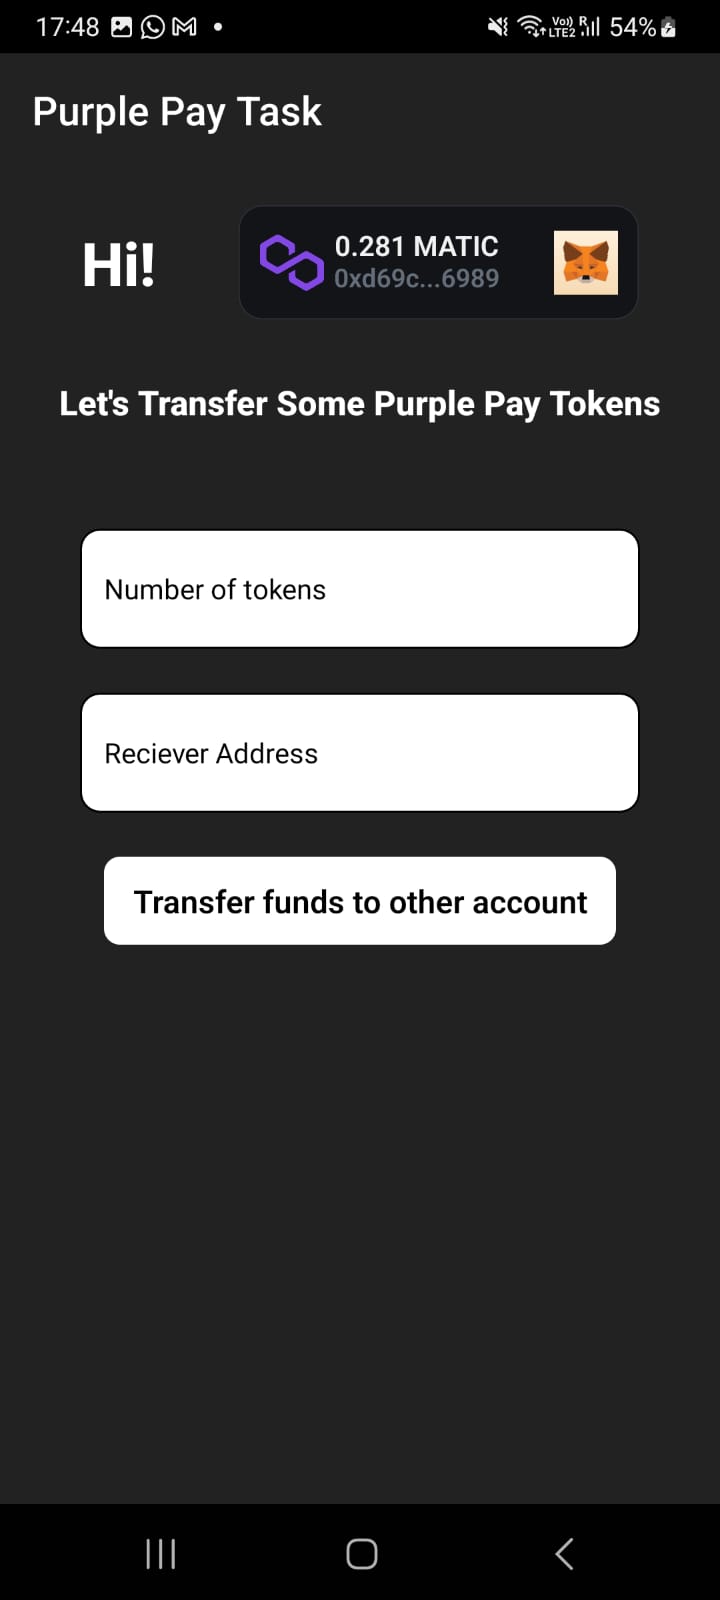 17:48 Vo)) LTE2 R 54%
Purple Pay Task
Hi!
0.281 MATIC
0xd69c...6989
Let's Transfer Some Purple Pay Tokens
Number of tokens
Reciever Address
Transfer funds to other account